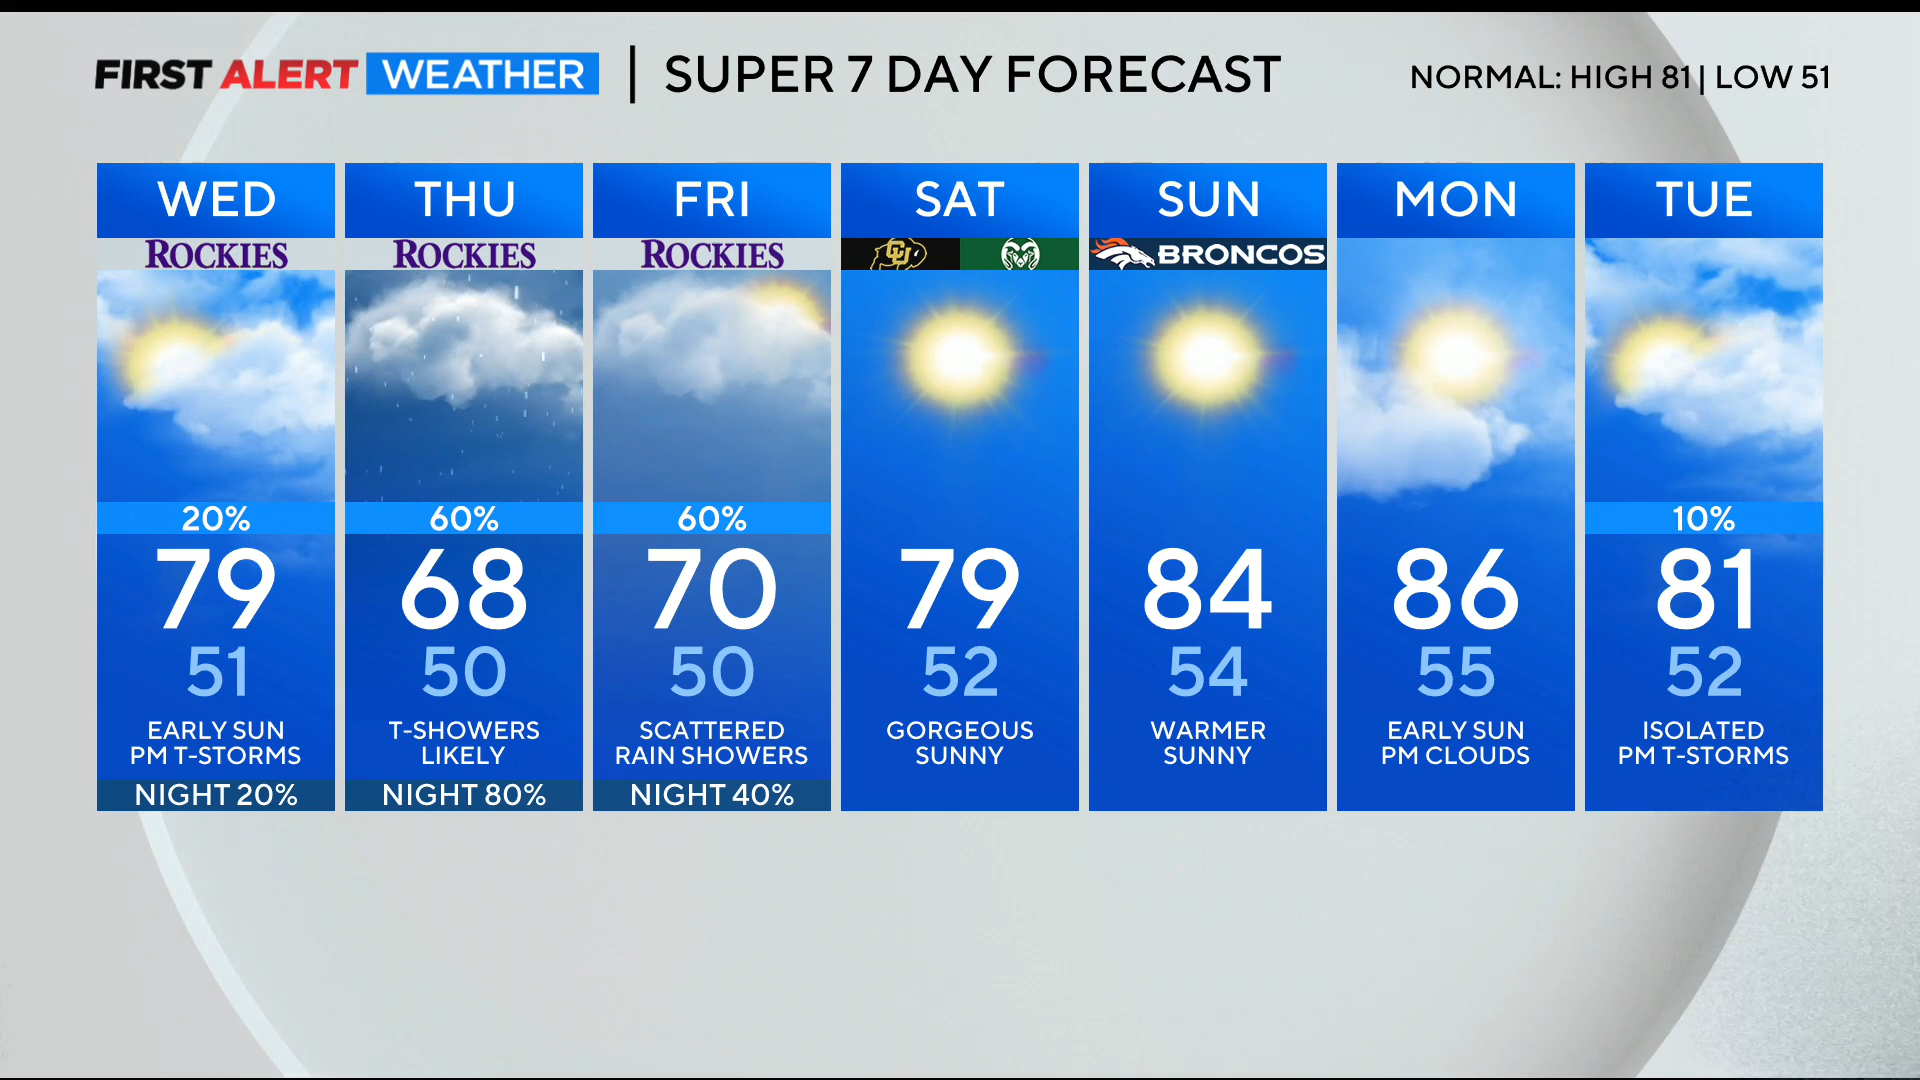 FIRST ALERT WEATHER | SUPER 7 DAY FORECAST
NORMAL: HIGH 81 | LOW 51
WED
ROCKIES
20%
79
51
EARLY SUN
PM T-STORMS
NIGHT 20%
THU
ROCKIES
60%
68
50
T-SHOWERS
LIKELY
NIGHT 80%
FRI
ROCKIES
60%
70
50
SCATTERED
RAIN SHOWERS
NIGHT 40%
SAT
CU
79
52
GORGEOUS
SUNNY
SUN
BRONCOS
84
54
WARMER
SUNNY
MON
86
55
EARLY SUN
PM CLOUDS
TUE
10%
81
52
ISOLATED
PM T-STORMS